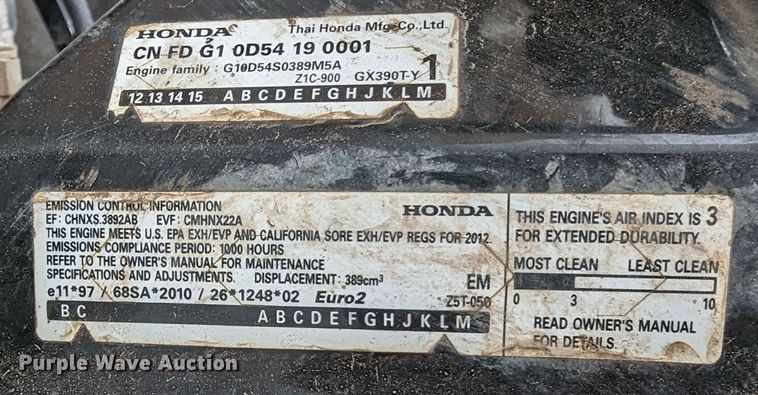 HONDA Thai Honda Mfg.Co.,Ltd.
CN FD G1 0D54 19 0001
Engine family : G10D54S0389M5A
Z1C-900 GX390T-Y 1
12 13 14 15 A B C D E F G H J K L M
EMISSION CONTROL INFORMATION HONDA
EF: CHNXS.3892AB EVF: CMHNX22A
THIS ENGINE MEETS U.S. EPA EXH/EVP AND CALIFORNIA SORE EXH/EVP REGS FOR 2012.
EMISSIONS COMPLIANCE PERIOD: 1000 HOURS
REFER TO THE OWNER'S MANUAL FOR MAINTENANCE
SPECIFICATIONS AND ADJUSTMENTS. DISPLACEMENT: 389cm³ EM
e11*97 / 68SA*2010 / 26*1248*02 Euro2 Z5T-050
B C A B C D E F G H J K L M
THIS ENGINE'S AIR INDEX IS 3
FOR EXTENDED DURABILITY.
MOST CLEAN LEAST CLEAN
0 3 10
READ OWNER'S MANUAL
FOR DETAILS.
Purple Wave Auction